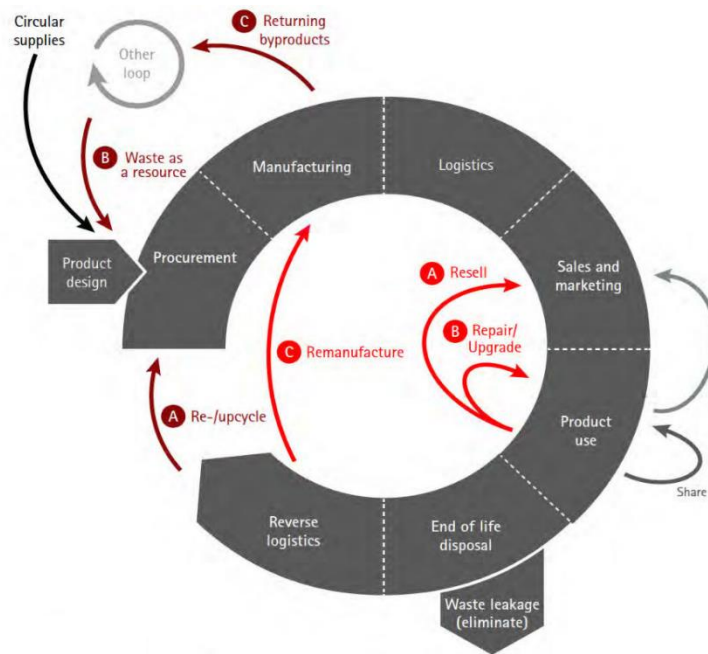 Circular
supplies
C Returning
byproducts
Other
loop
B Waste as
a resource
Manufacturing
Logistics
Product
design
Procurement
Sales and
marketing
A Resell
B Repair/
Upgrade
C Remanufacture
A Re-/upcycle
Product
use
Share
Reverse
logistics
End of life
disposal
Waste leakage
(eliminate)